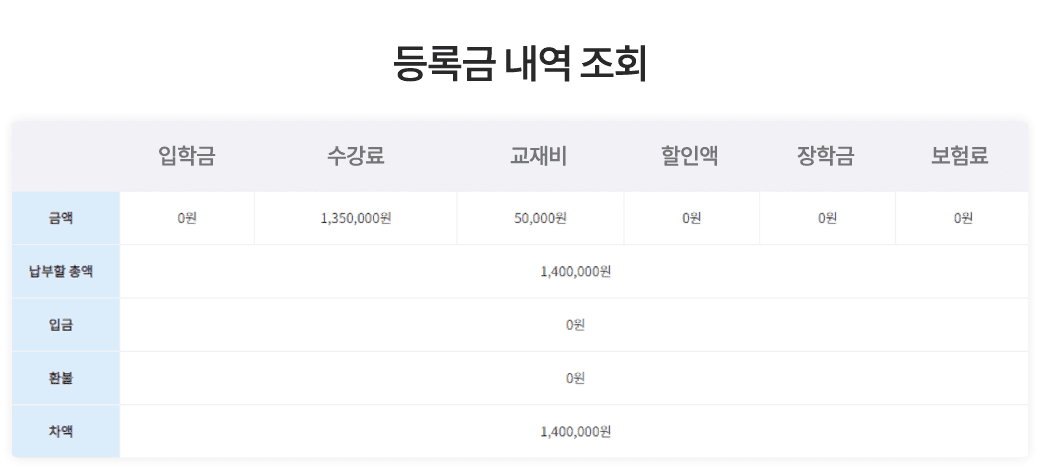 등록금 내역 조회
입학금 수강료 교재비 할인액 장학금 보험료
금액 0원 1,350,000원 50,000원 0원 0원 0원
납부할 총액 1,400,000원
입금 0원
환불 0원
차액 1,400,000원